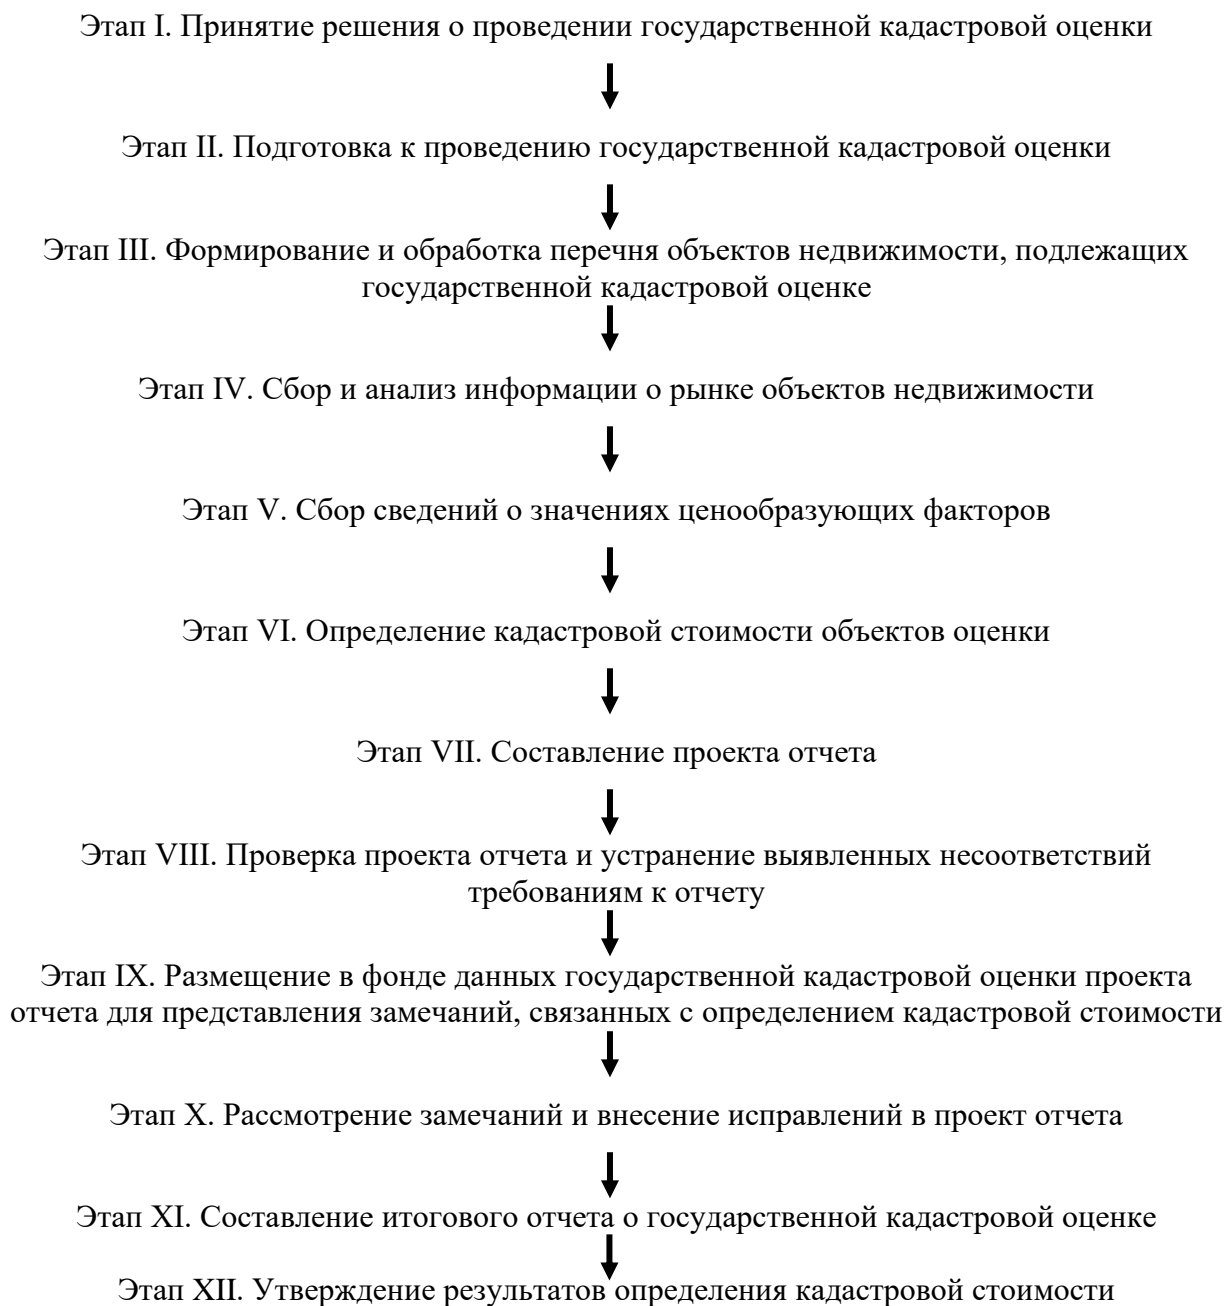 Этап I. Принятие решения о проведении государственной кадастровой оценки
Этап II. Подготовка к проведению государственной кадастровой оценки
Этап III. Формирование и обработка перечня объектов недвижимости, подлежащих
государственной кадастровой оценке
Этап IV. Сбор и анализ информации о рынке объектов недвижимости
Этап V. Сбор сведений о значениях ценообразующих факторов
Этап VI. Определение кадастровой стоимости объектов оценки
Этап VII. Составление проекта отчета
Этап VIII. Проверка проекта отчета и устранение выявленных несоответствий
требованиям к отчету
Этап IX. Размещение в фонде данных государственной кадастровой оценки проекта
отчета для представления замечаний, связанных с определением кадастровой стоимости
Этап X. Рассмотрение замечаний и внесение исправлений в проект отчета
Этап XI. Составление итогового отчета о государственной кадастровой оценке
Этап XII. Утверждение результатов определения кадастровой стоимости